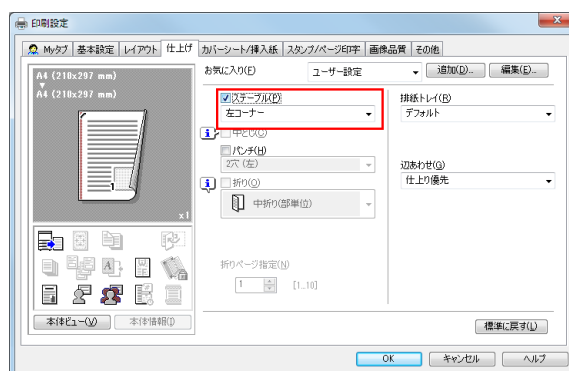 印刷設定
Myタブ 基本設定 レイアウト 仕上げ カバーシート/挿入紙 スタンプ/ページ印字 画像品質 その他
A4 (210x297 mm)
A4 (210x297 mm)
1
x1
本体ビュー(V) 本体情報(I)
お気に入り(F) ユーザー設定 追加(D)... 編集(E)...
ステープル(P)
左コーナー
中とじ(C)
パンチ(H)
2穴 (左)
折り(O)
中折り(部単位)
折りページ指定(N)
1 [1..10]
排紙トレイ(R)
デフォルト
辺あわせ(G)
仕上り優先
標準に戻す(L)
OK キャンセル ヘルプ